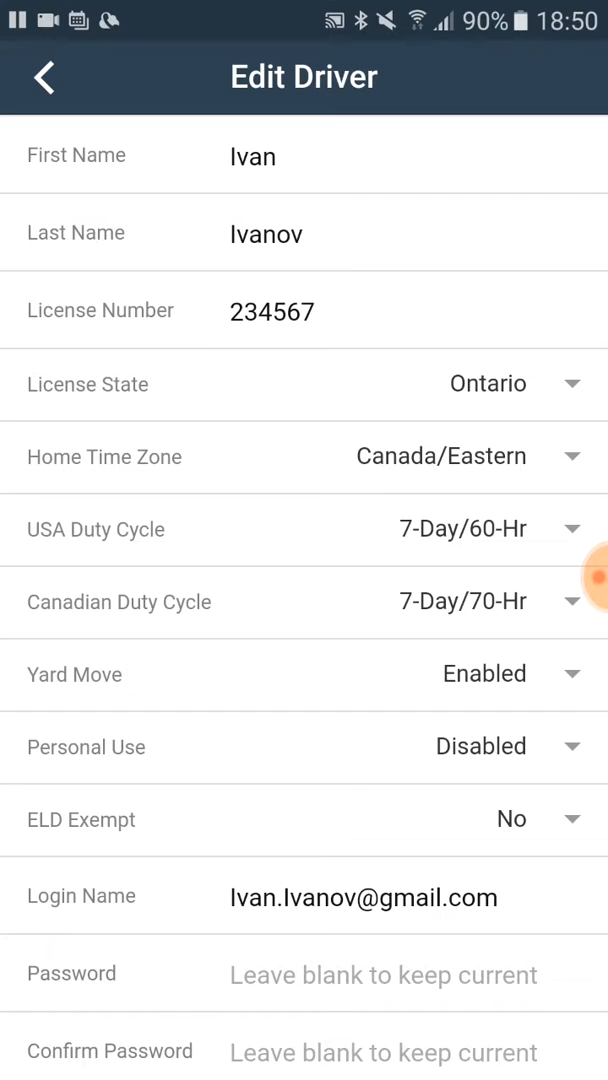 90% 18:50
Edit Driver
First Name Ivan
Last Name Ivanov
License Number 234567
License State Ontario
Home Time Zone Canada/Eastern
USA Duty Cycle 7-Day/60-Hr
Canadian Duty Cycle 7-Day/70-Hr
Yard Move Enabled
Personal Use Disabled
ELD Exempt No
Login Name Ivan.Ivanov@gmail.com
Password Leave blank to keep current
Confirm Password Leave blank to keep current